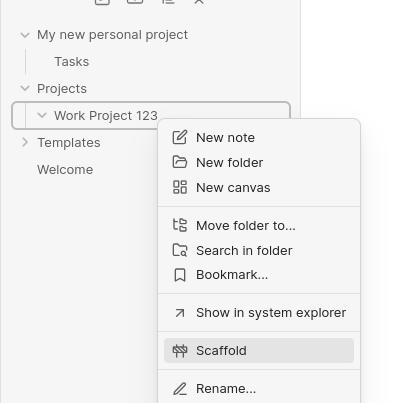 My new personal project
Tasks
Projects
Work Project 123
Templates
Welcome
New note
New folder
New canvas
Move folder to...
Search in folder
Bookmark...
Show in system explorer
Scaffold
Rename...